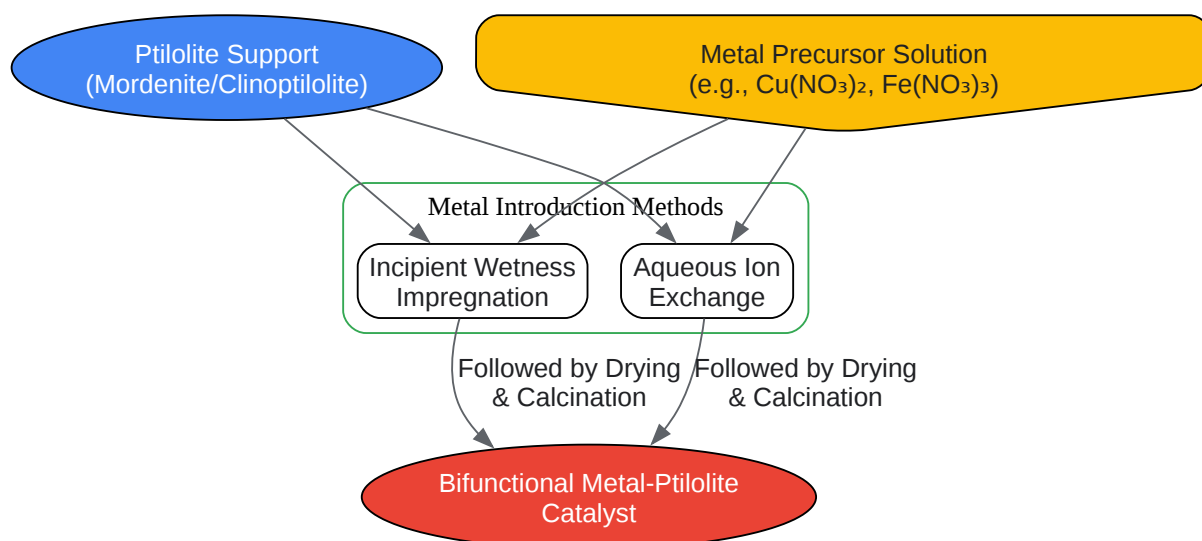 Ptilolite Support
(Mordenite/Clinoptilolite)
Metal Precursor Solution
(e.g., Cu(NO₃)₂, Fe(NO₃)₃)
Metal Introduction Methods
Incipient Wetness
Impregnation
Aqueous Ion
Exchange
Followed by Drying
& Calcination
Followed by Drying
& Calcination
Bifunctional Metal-Ptilolite
Catalyst